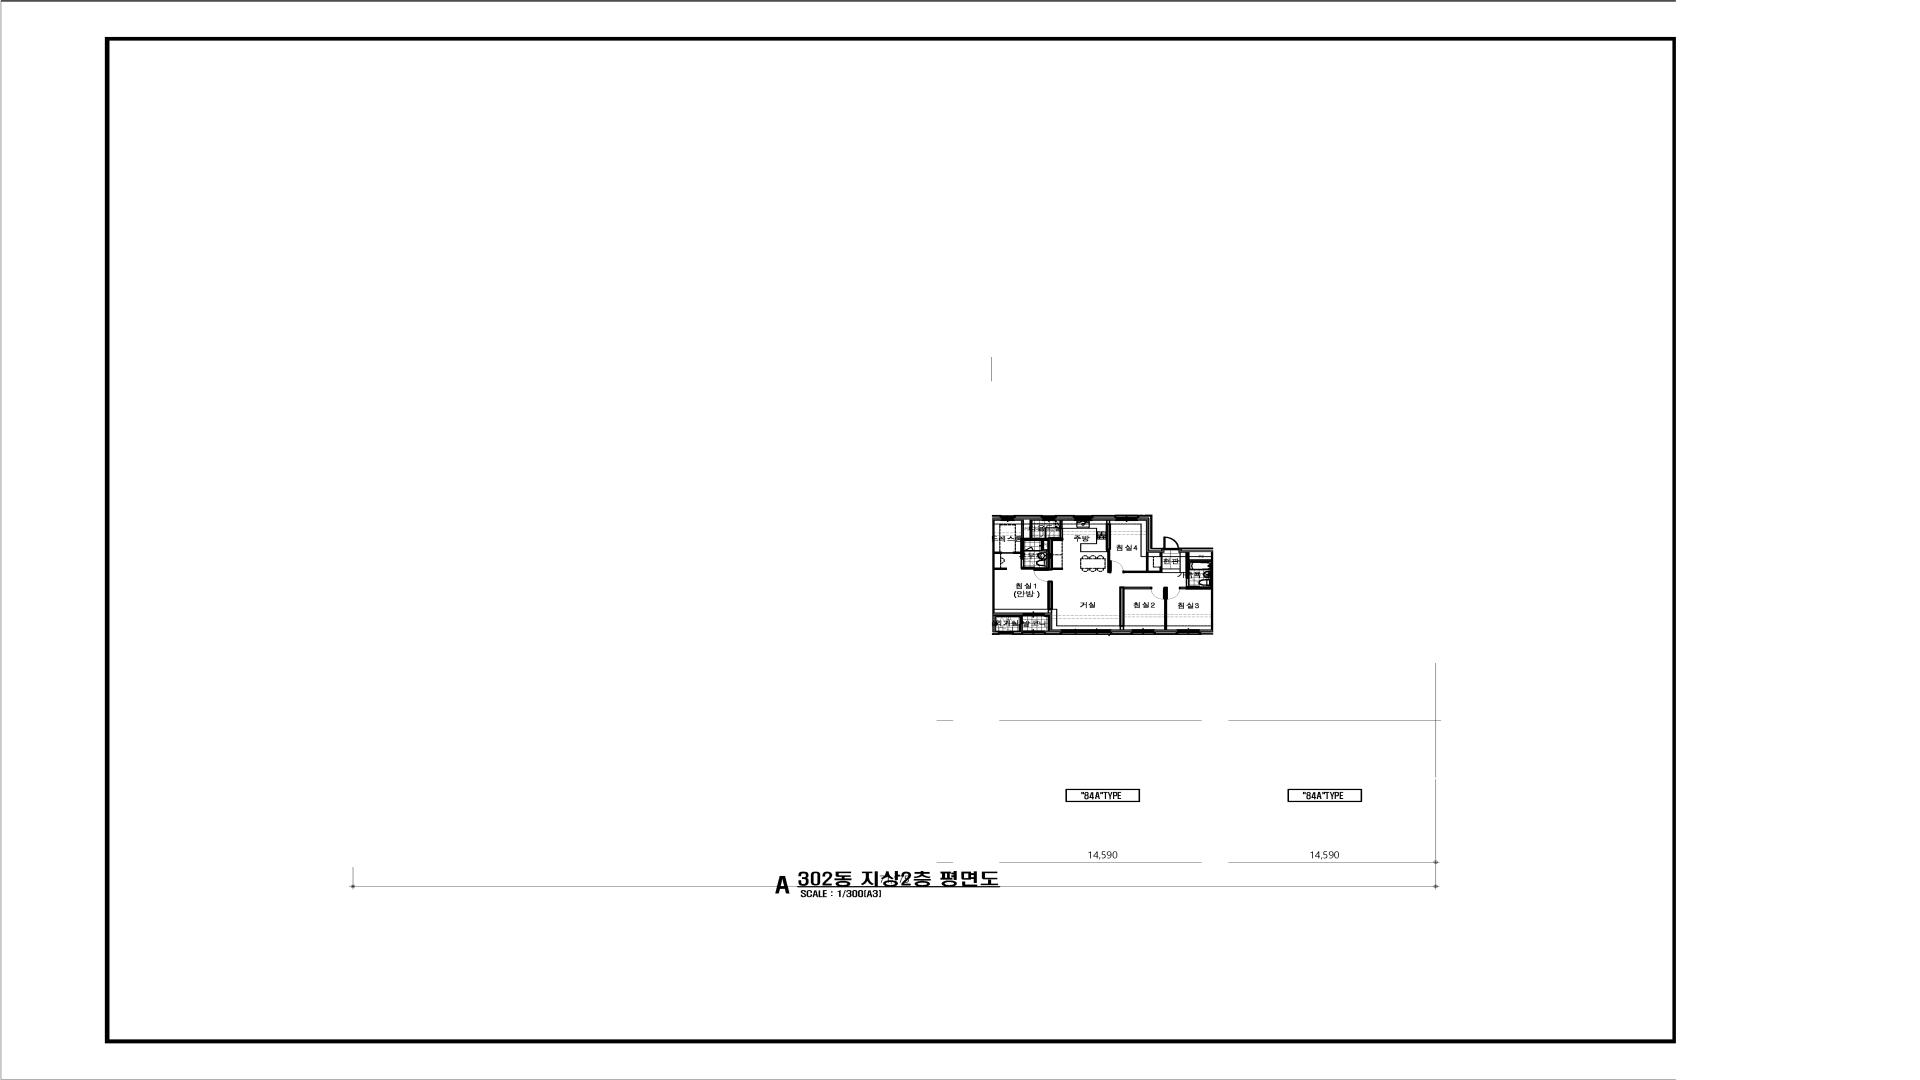 주방
침실4
드레스룸
현관
침실1
(안방)
거실
침실2
침실3
"84A"TYPE
"84A"TYPE
14,590
14,590
A
302동 지상2층 평면도
SCALE : 1/300(A3)